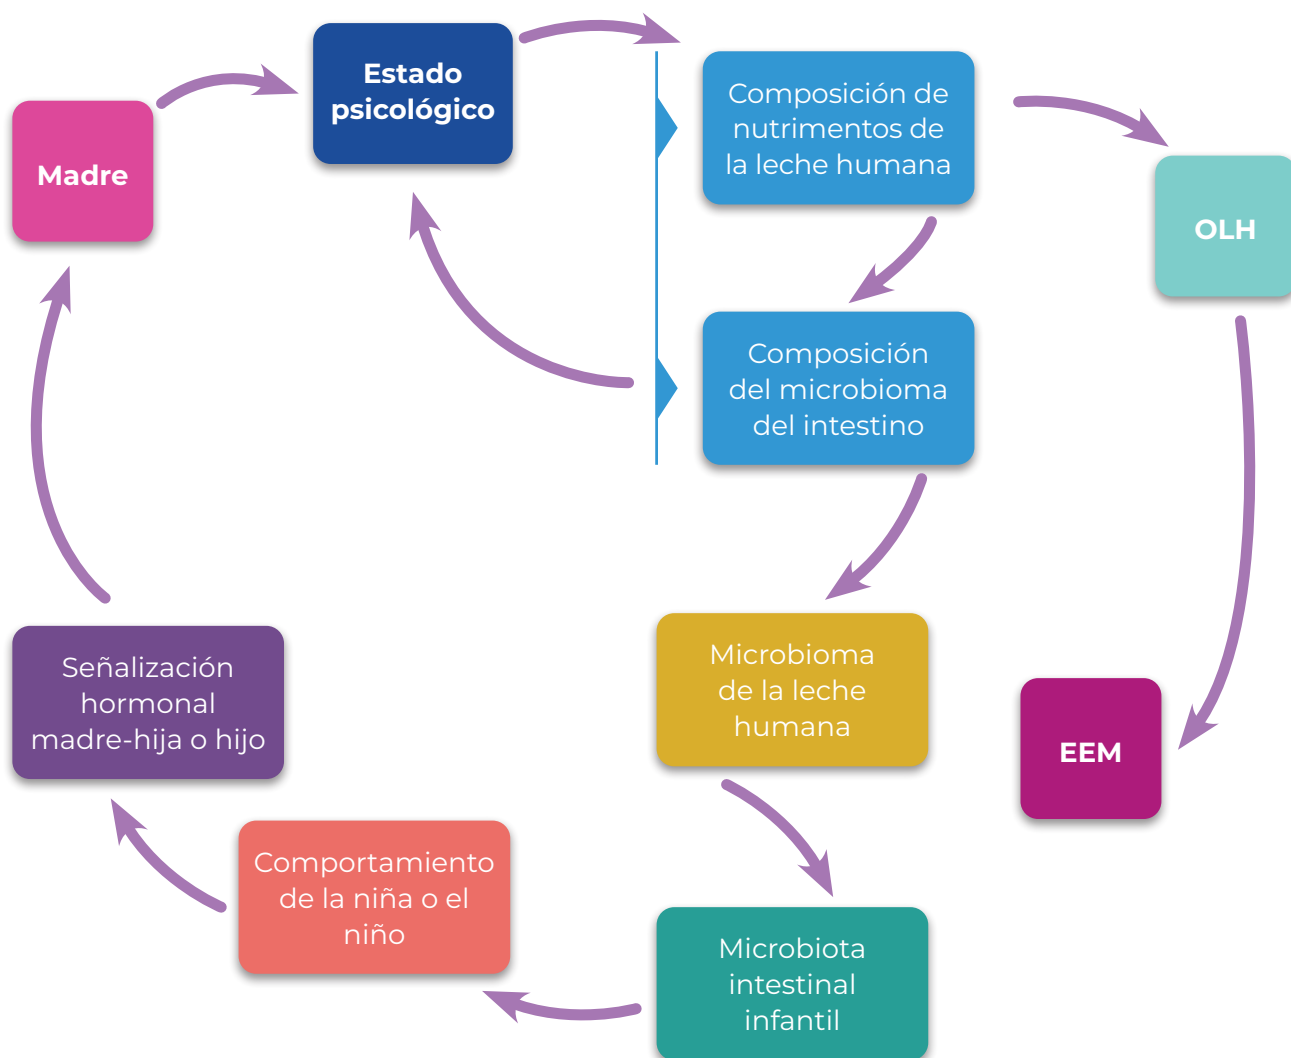 Estado
psicológico
Madre
Composición de
nutrimentos de
la leche humana
OLH
Composición
del microbioma
del intestino
Microbioma
de la leche
humana
EEM
Señalización
hormonal
madre-hija o hijo
Comportamiento
de la niña o el
niño
Microbiota
intestinal
infantil